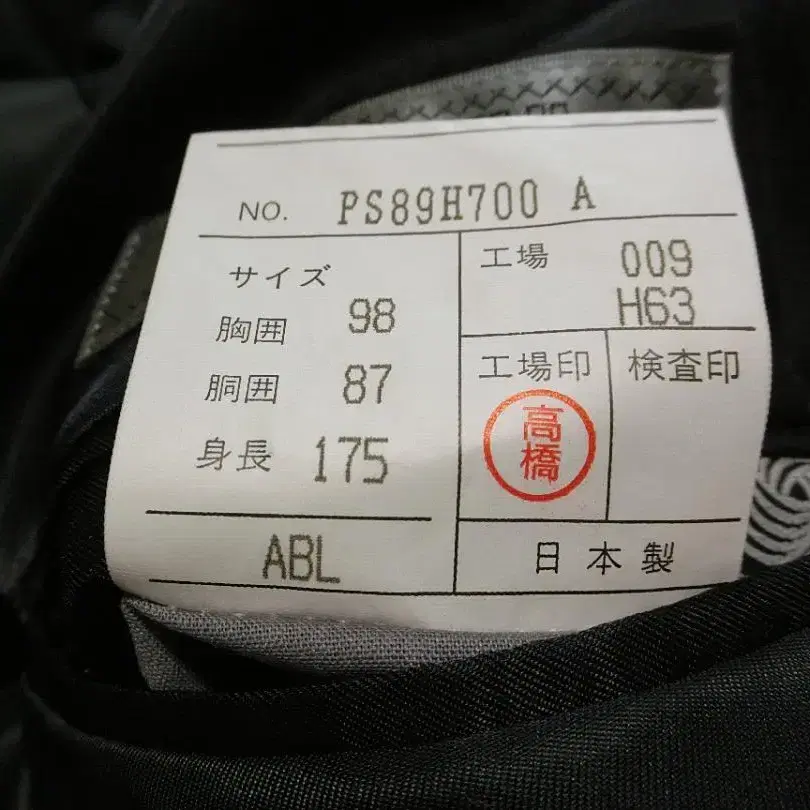 NO. PS89H700 A
サイズ
胸囲 98
胴囲 87
身長 175
ABL
工場 009
H63
工場印
高橋
検査印
日本製